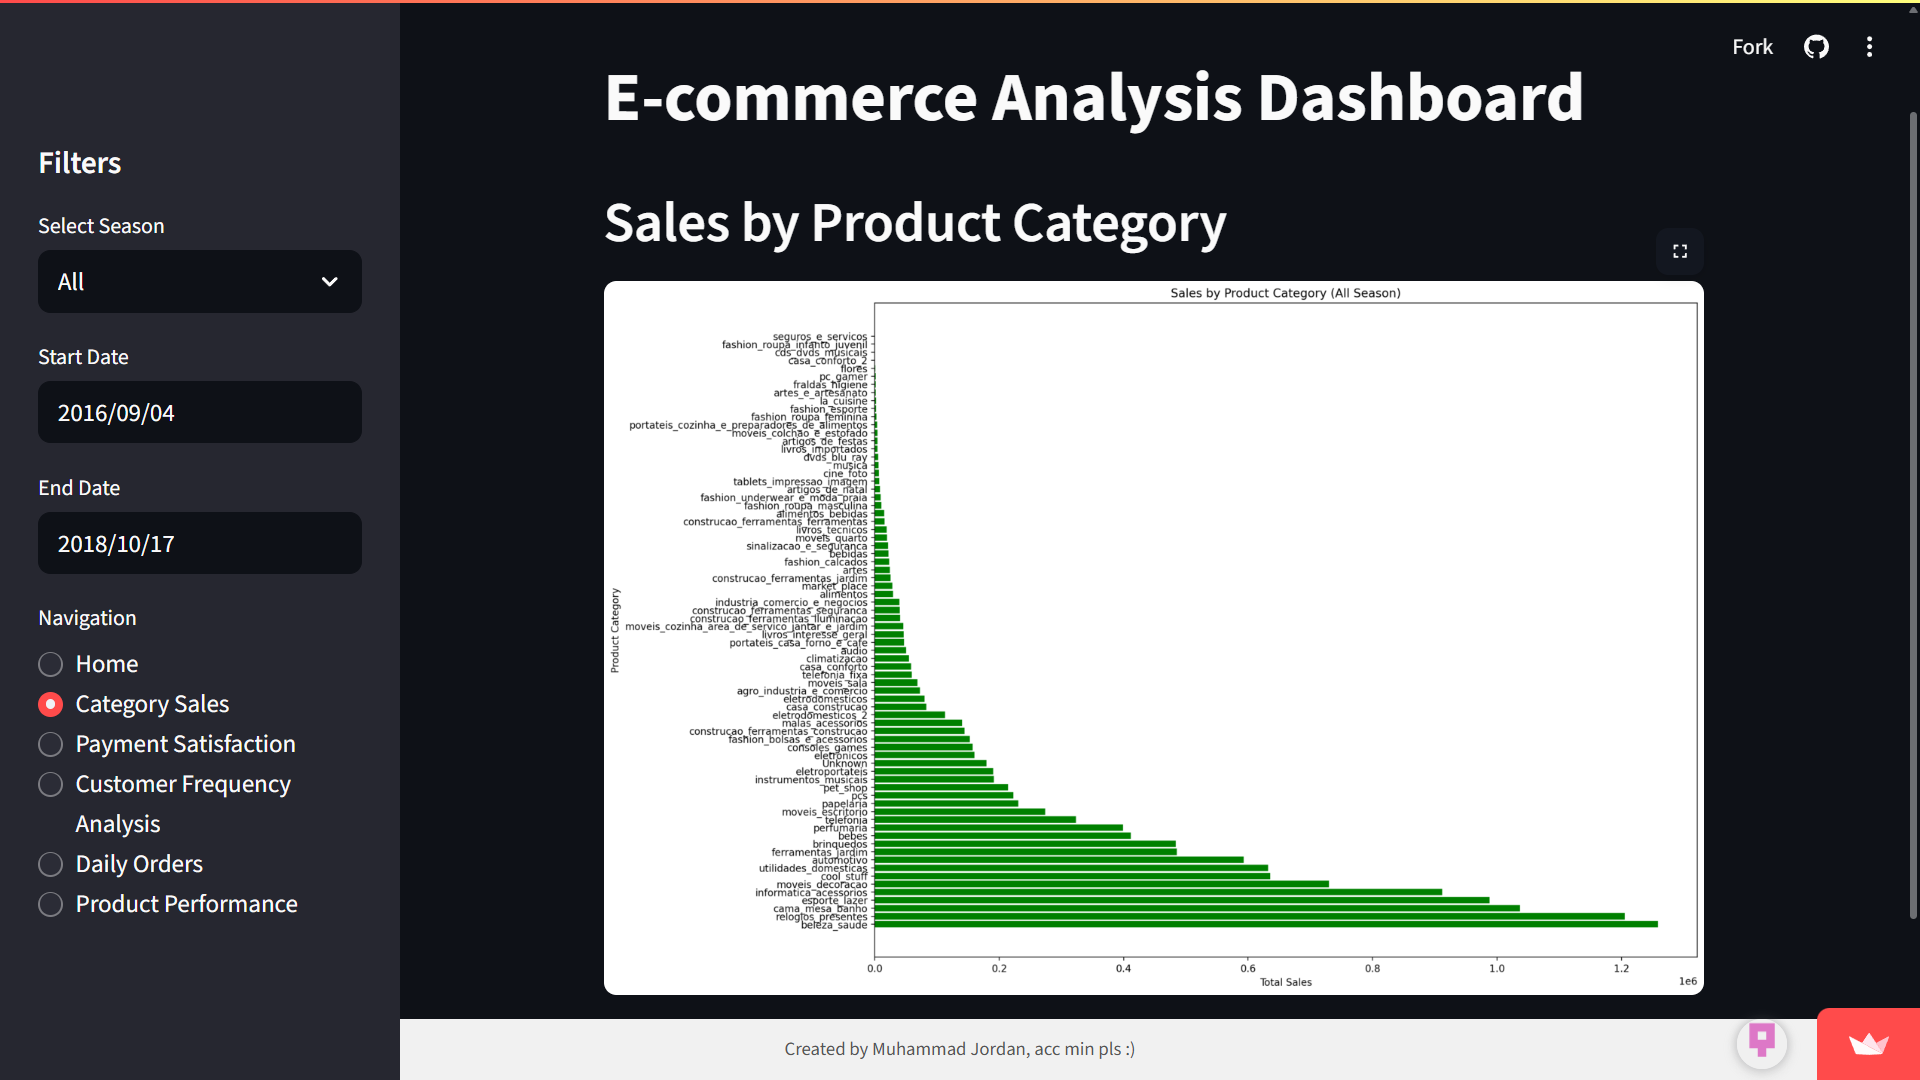 Fork
E-commerce Analysis Dashboard
Filters
Select Season
All
Start Date
2016/09/04
End Date
2018/10/17
Navigation
Home
Category Sales
Payment Satisfaction
Customer Frequency
Analysis
Daily Orders
Product Performance
Sales by Product Category
Sales by Product Category (All Season)
Product Category
seguros_e_servicos
fashion_roupa_infanto_juvenil
cds_dvds_musicais
casa_conforto_2
flores
pc_gamer
fraldas_higiene
artes_e_artesanato
la_cuisine
fashion_esporte
fashion_roupa_feminina
portateis_cozinha_e_preparadores_de_alimentos
moveis_colchao_e_estofado
artigos_de_festas
livros_importados
dvds_blu_ray
musica
cine_foto
tablets_impressao_imagem
artigos_de_natal
fashion_underwear_e_moda_praia
fashion_roupa_masculina
alimentos_bebidas
construcao_ferramentas_ferramentas
livros_tecnicos
moveis_quarto
sinalizacao_e_seguranca
bebidas
fashion_calcados
artes
construcao_ferramentas_jardim
market_place
alimentos
industria_comercio_e_negocios
construcao_ferramentas_seguranca
construcao_ferramentas_iluminacao
moveis_cozinha_area_de_servico_jantar_e_jardim
livros_interesse_geral
portateis_casa_forno_e_cafe
audio
climatizacao
casa_conforto
telefonia_fixa
moveis_sala
agro_industria_e_comercio
eletrodomesticos
casa_construcao
eletrodomesticos_2
malas_acessorios
construcao_ferramentas_construcao
fashion_bolsas_e_acessorios
consoles_games
eletronicos
Unknown
eletroportateis
instrumentos_musicais
pet_shop
pcs
papelaria
moveis_escritorio
telefonia
perfumaria
bebes
brinquedos
ferramentas_jardim
automotivo
utilidades_domesticas
cool_stuff
moveis_decoracao
informatica_acessorios
esporte_lazer
cama_mesa_banho
relogios_presentes
beleza_saude
0.0 0.2 0.4 0.6 0.8 1.0 1.2
Total Sales
1e6
Created by Muhammad Jordan, acc min pls :)